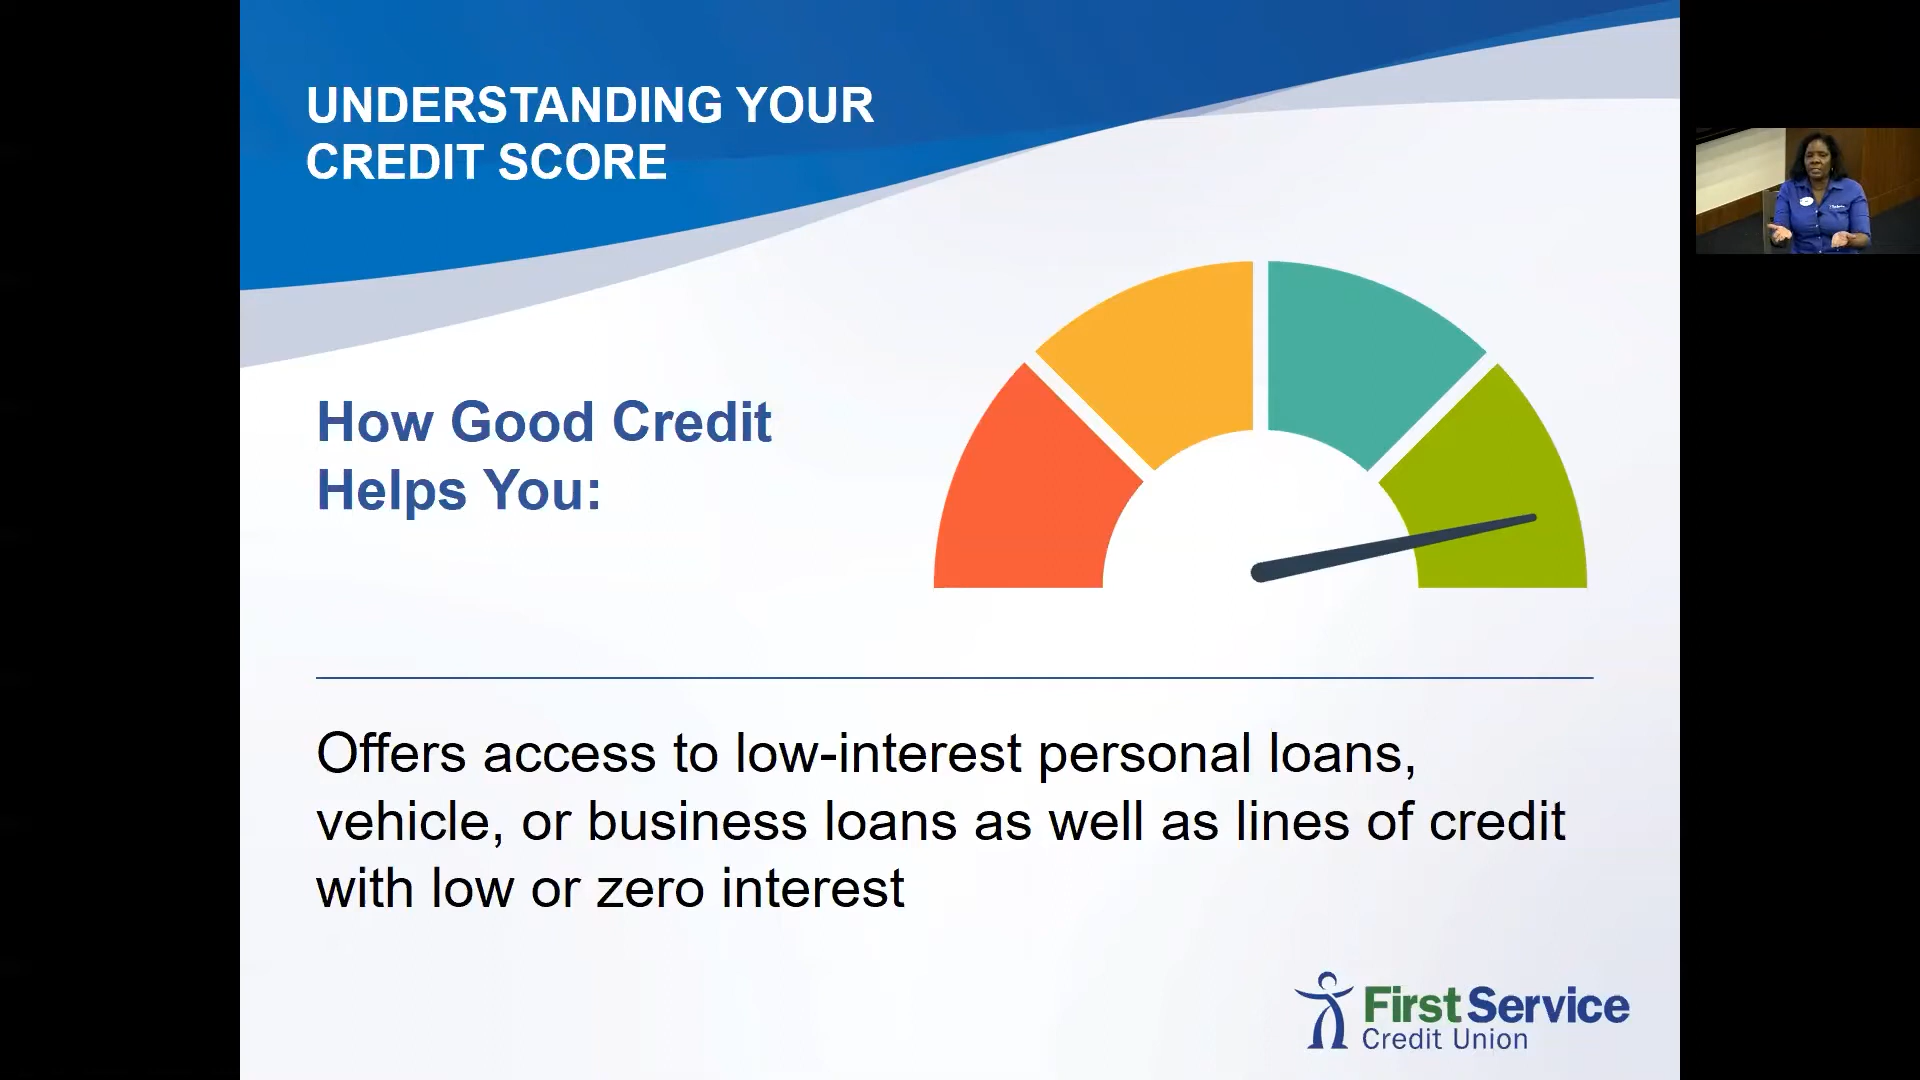 UNDERSTANDING YOUR
CREDIT SCORE
How Good Credit
Helps You:
Offers access to low-interest personal loans,
vehicle, or business loans as well as lines of credit
with low or zero interest
First Service
Credit Union